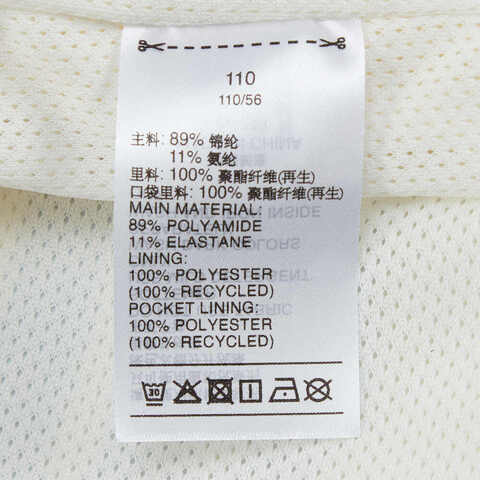 110
110/56
主料: 89% 锦纶
11% 氨纶
里料: 100% 聚酯纤维(再生)
口袋里料: 100% 聚酯纤维(再生)
MAIN MATERIAL:
89% POLYAMIDE
11% ELASTANE
LINING:
100% POLYESTER
(100% RECYCLED)
POCKET LINING:
100% POLYESTER
(100% RECYCLED)
30